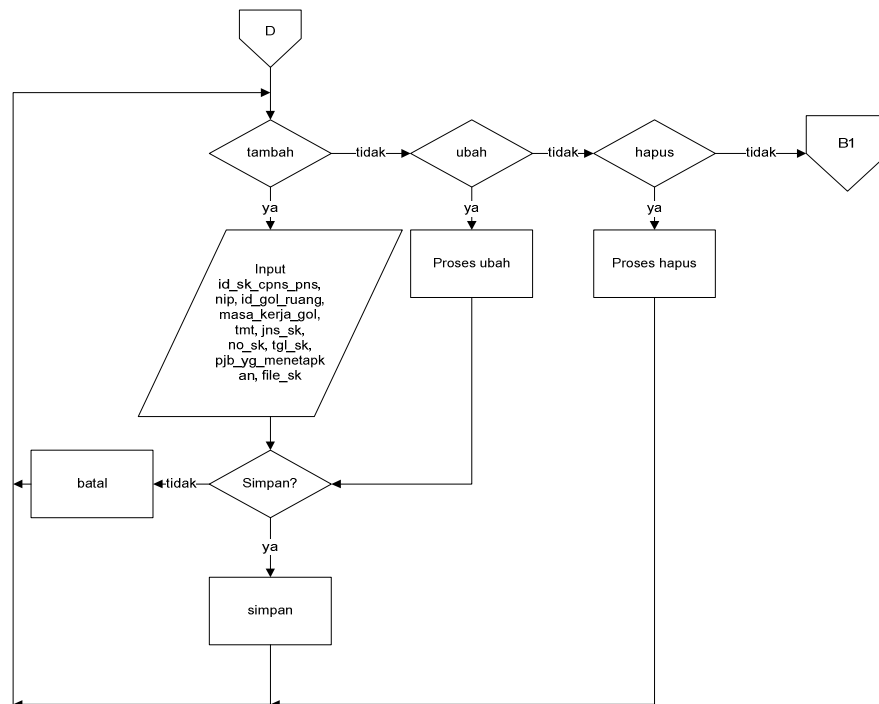 D
tambah
tidak
ubah
tidak
hapus
tidak
B1
ya
ya
ya
Input
id_sk_cpns_pns,
nip, id_gol_ruang,
masa_kerja_gol,
tmt, jns_sk,
no_sk, tgl_sk,
pjb_yg_menetapk
an, file_sk
Proses ubah
Proses hapus
batal
tidak
Simpan?
ya
simpan